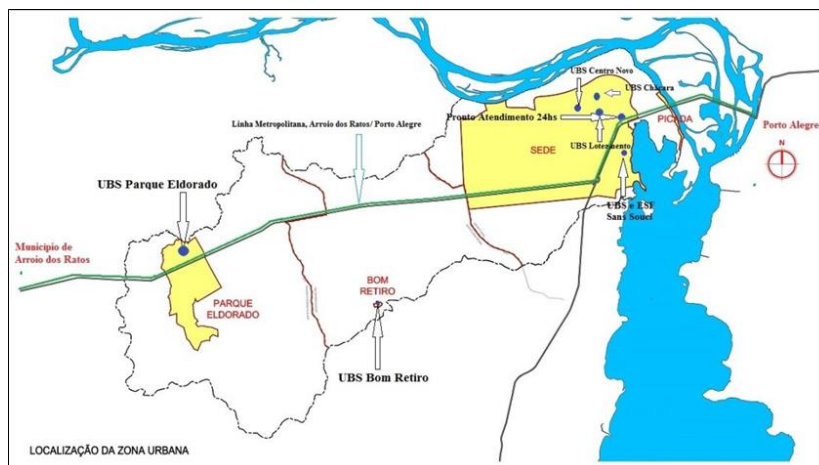 UBS Centro Novo
UBS Chácara
Linha Metropolitana, Arroio dos Ratos/ Porto Alegre
Pronto Atendimento 24hs
PICADA
Porto Alegre
UBS Loteamento
SEDE
N
UBS Parque Eldorado
UBS e ESF
Sans Souci
Município de
Arroio dos Ratos
BOM
RETIRO
PARQUE
ELDORADO
UBS Bom Retiro
LOCALIZAÇÃO DA ZONA URBANA